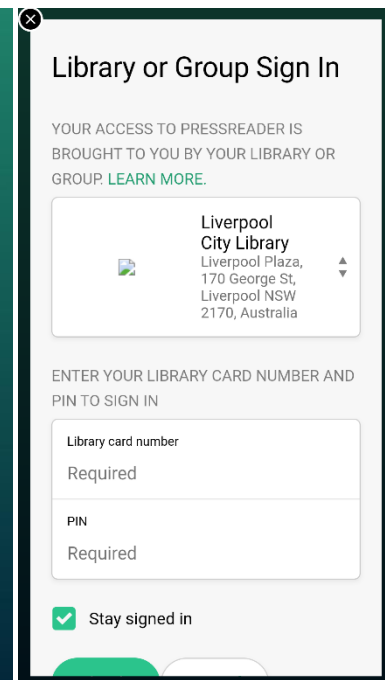 Library or Group Sign In
YOUR ACCESS TO PRESSREADER IS
BROUGHT TO YOU BY YOUR LIBRARY OR
GROUP. LEARN MORE.
Liverpool
City Library
Liverpool Plaza,
170 George St,
Liverpool NSW
2170, Australia
ENTER YOUR LIBRARY CARD NUMBER AND
PIN TO SIGN IN
Library card number
Required
PIN
Required
Stay signed in